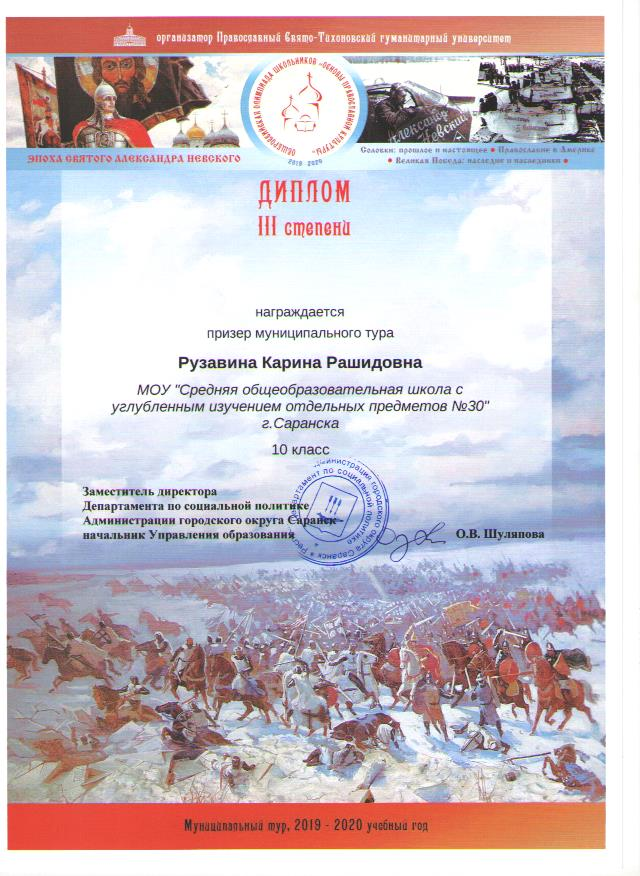 организатор Православный Свято-Тихоновский гуманитарный университет
ОБЩЕРОССИЙСКАЯ ОЛИМПИАДА ШКОЛЬНИКОВ «ОСНОВЫ ПРАВОСЛАВНОЙ КУЛЬТУРЫ»
2019 2020
Александр Невский
ЭПОХА СВЯТОГО АЛЕКСАНДРА НЕВСКОГО
Соловки: прошлое и настоящее • Православие в Америке
• Великая Победа: наследие и наследники •
ДИПЛОМ
III степени
награждается
призер муниципального тура
Рузавина Карина Рашидовна
МОУ "Средняя общеобразовательная школа с
углубленным изучением отдельных предметов №30"
г.Саранска
10 класс
Заместитель директора
Департамента по социальной политике
Администрации городского округа Саранск
начальник Управления образования
О.В. Шуляпова
Департамент по социальной политике
Администрация городского округа Саранск
Муниципальный тур, 2019 - 2020 учебный год